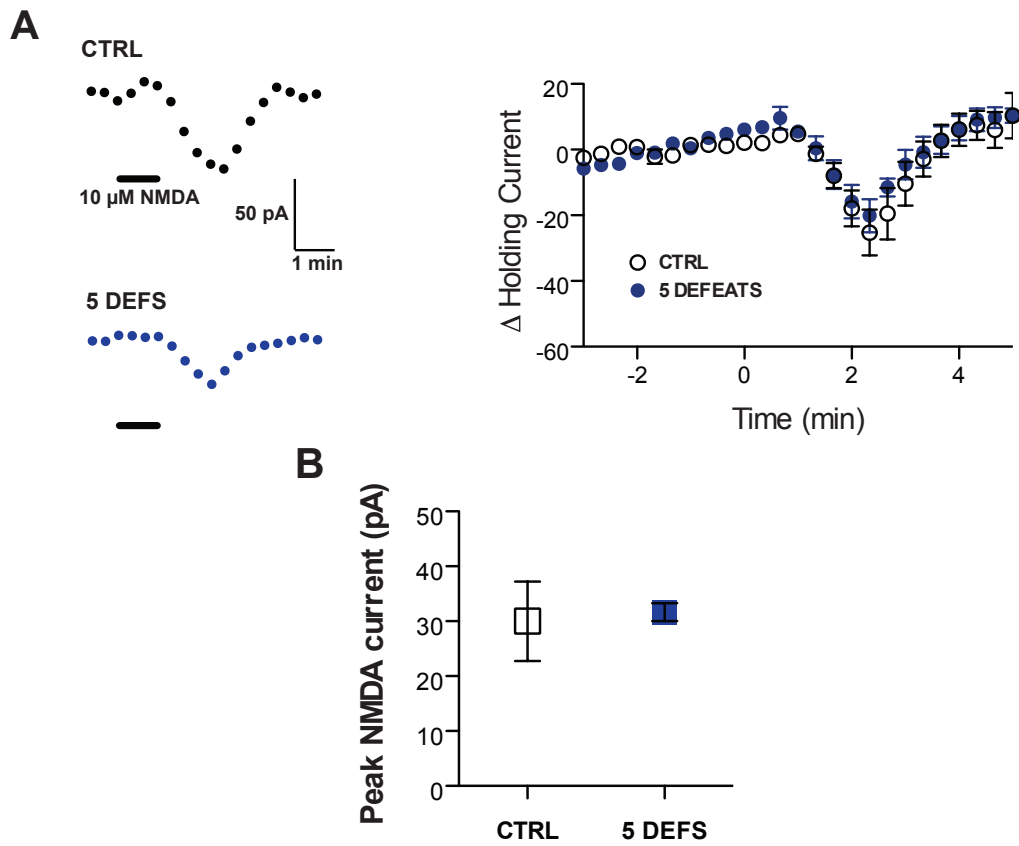 A
CTRL
10 µM NMDA
50 pA
1 min
5 DEFS
Δ Holding Current
20
0
-20
-40
-60
CTRL
5 DEFEATS
-2
0
2
4
Time (min)
B
Peak NMDA current (pA)
50
40
30
20
10
0
CTRL
5 DEFS